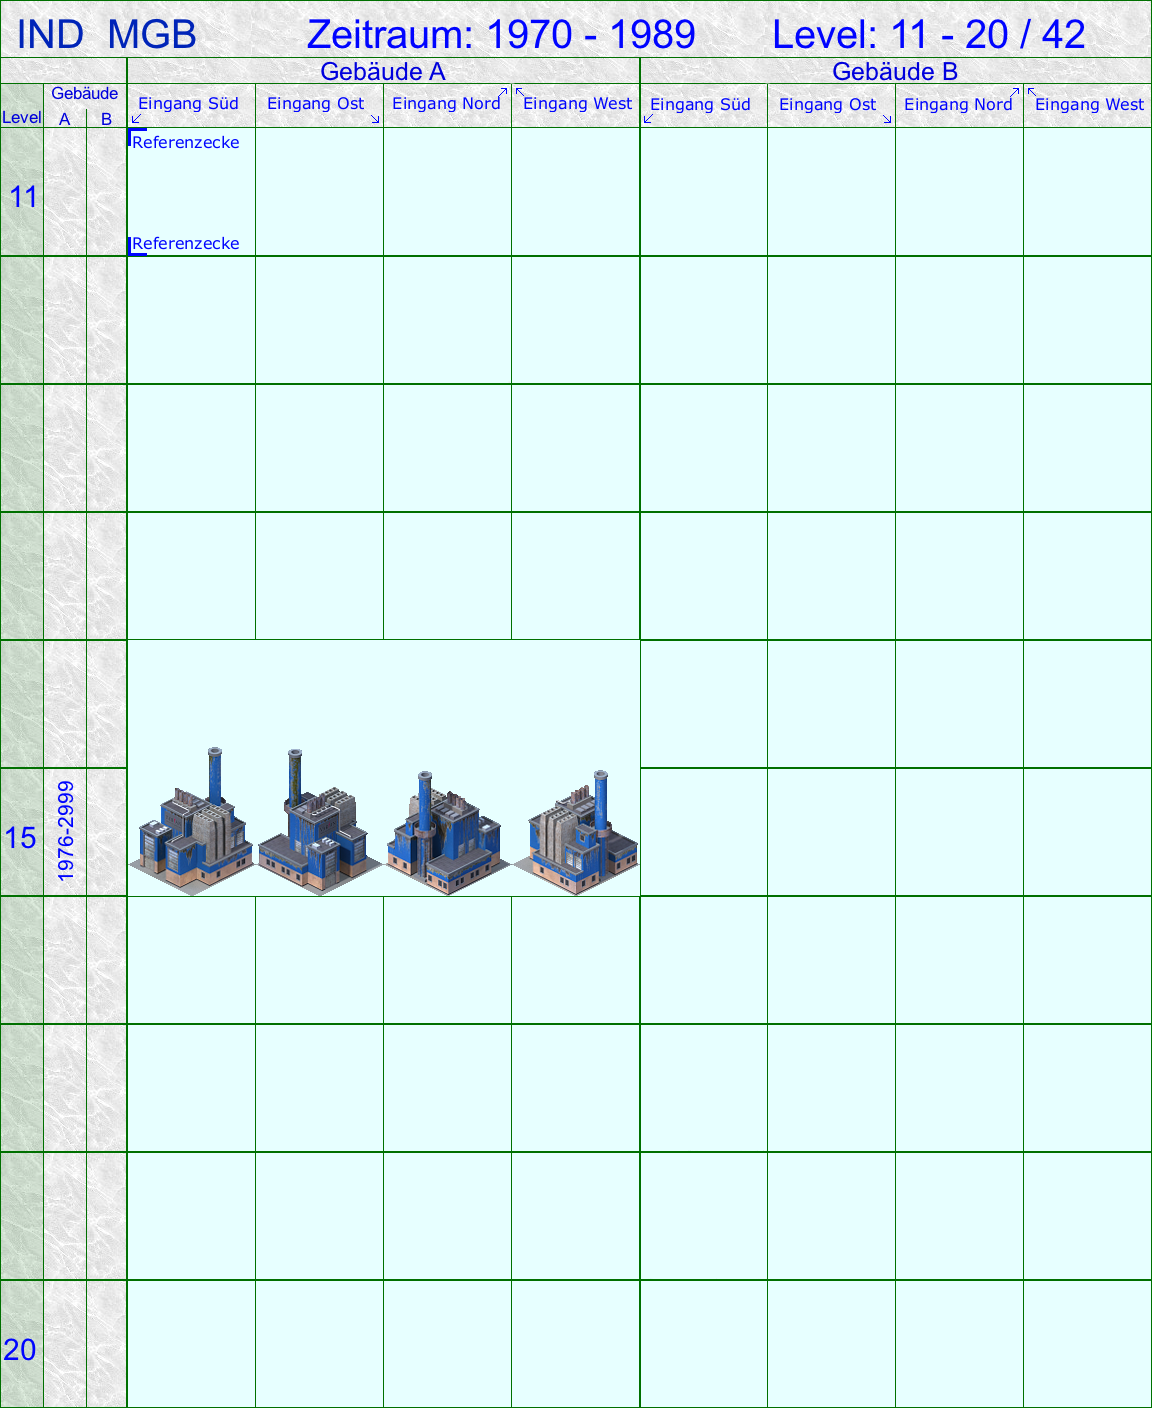 IND MGB Zeitraum: 1970 - 1989 Level: 11 - 20 / 42
Gebäude A Gebäude B
Gebäude
Level A B Eingang Süd Eingang Ost Eingang Nord Eingang West Eingang Süd Eingang Ost Eingang Nord Eingang West
Referenzecke
11
Referenzecke
15 1976-2999
20